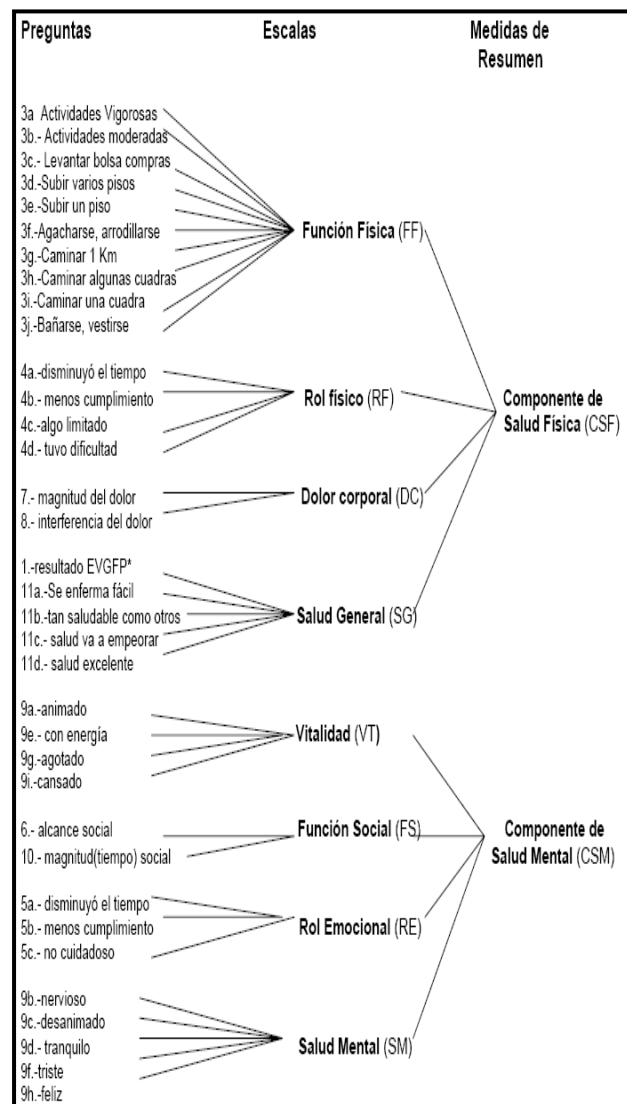 Preguntas Escalas Medidas de
Resumen
3a Actividades Vigorosas
3b.- Actividades moderadas
3c.- Levantar bolsa compras
3d.-Subir varios pisos
3e.-Subir un piso
3f.-Agacharse, arrodillarse
3g.-Caminar 1 Km
3h.-Caminar algunas cuadras
3i.-Caminar una cuadra
3j.-Bañarse, vestirse
Función Física (FF)
4a.-disminuyó el tiempo
4b.- menos cumplimiento
4c.- algo limitado
4d.- tuvo dificultad
Rol físico (RF)
Componente de
Salud Física (CSF)
7.- magnitud del dolor
8.- interferencia del dolor
Dolor corporal (DC)
1.-resultado EVGFP*
11a.-Se enferma fácil
11b.-tan saludable como otros
11c.- salud va a empeorar
11d.- salud excelente
Salud General (SG)
9a.-animado
9e.- con energía
9g.-agotado
9i.-cansado
Vitalidad (VT)
6.- alcance social
10.- magnitud(tiempo) social
Función Social (FS)
Componente de
Salud Mental (CSM)
5a.- disminuyó el tiempo
5b.- menos cumplimiento
5c.- no cuidadoso
Rol Emocional (RE)
9b.-nervioso
9c.-desanimado
9d.- tranquilo
9f.-triste
9h.-feliz
Salud Mental (SM)